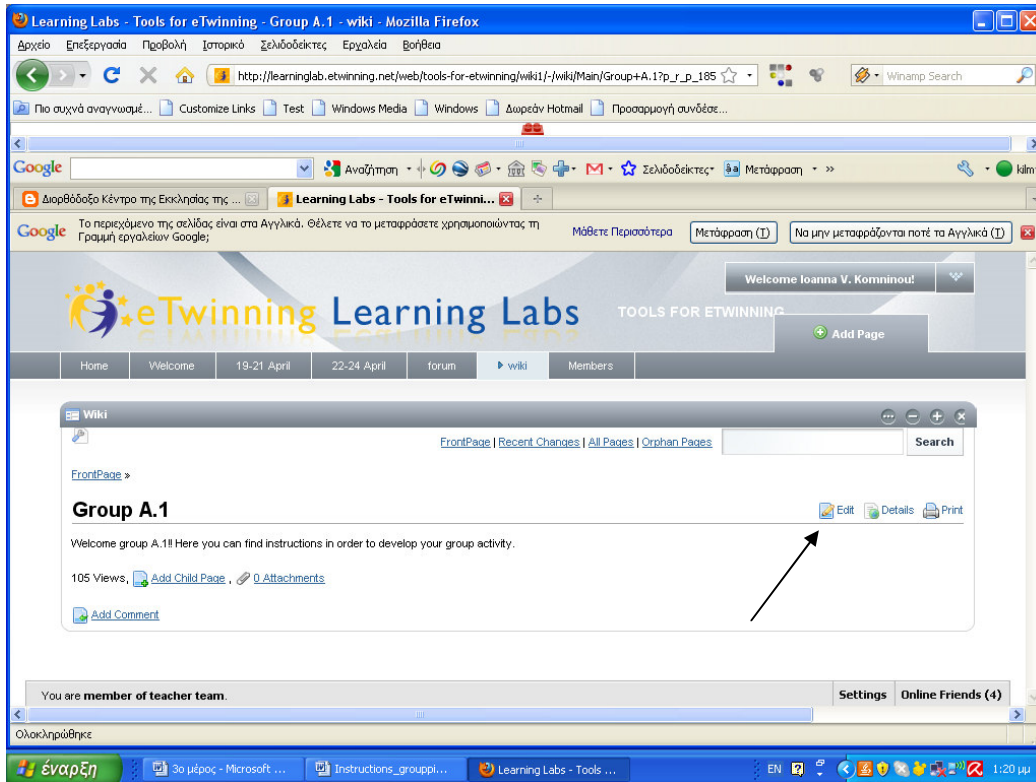 Learning Labs - Tools for eTwinning - Group A.1 - wiki - Mozilla Firefox
Αρχείο Επεξεργασία Προβολή Ιστορικό Σελιδοδείκτες Εργαλεία Βοήθεια
http://learninglab.etwinning.net/web/tools-for-etwinning/wiki1/-/wiki/Main/Group+A.1?p_r_p_185 Winamp Search
Πιο συχνά αναγνωσμέ... Customize Links Test Windows Media Windows Δωρεάν Hotmail Προσαρμογή συνδέσε...
Google Αναζήτηση Σελιδοδείκτες Μετάφραση » kilm
Διορθόδοξο Κέντρο της Εκκλησίας της ... Learning Labs - Tools for eTwinni...
Google Το περιεχόμενο της σελίδας είναι στα Αγγλικά. Θέλετε να το μεταφράσετε χρησιμοποιώντας τη Γραμμή εργαλείων Google; Μάθετε Περισσότερα Μετάφραση (Τ) Να μην μεταφράζονται ποτέ τα Αγγλικά (Τ)
Welcome Ioanna V. Komninou!
eTwinning Learning Labs TOOLS FOR ETWINNING
Add Page
Home Welcome 19-21 April 22-24 April forum wiki Members
Wiki
FrontPage | Recent Changes | All Pages | Orphan Pages Search
FrontPage »
Group A.1 Edit Details Print
Welcome group A.1!! Here you can find instructions in order to develop your group activity.
105 Views, Add Child Page , 0 Attachments
Add Comment
You are member of teacher team. Settings Online Friends (4)
Ολοκληρώθηκε
έναρξη 3ο μέρος - Microsoft ... Instructions_grouppi... Learning Labs - Tools ... EN 1:20 μμ